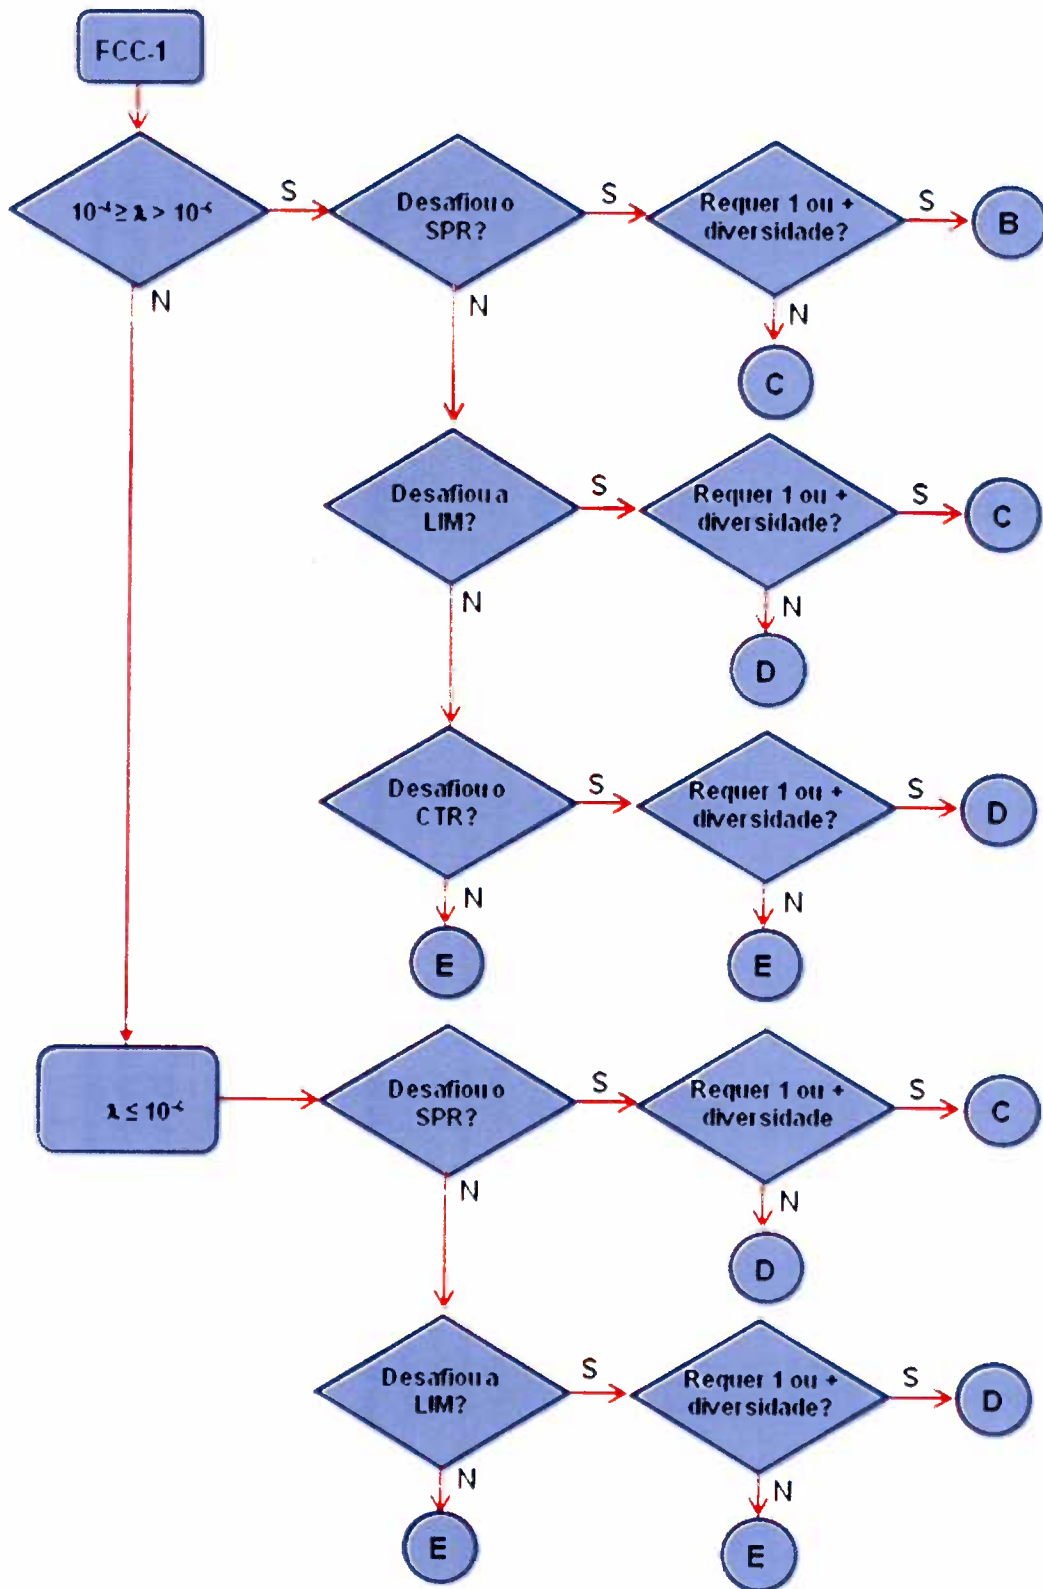 FCC-1
10⁻⁴ ≥ λ > 10⁻⁶
S
Desafiou o
SPR?
S
Requer 1 ou +
diversidade?
S
B
N
N
N
C
Desafiou a
LIM?
S
Requer 1 ou +
diversidade?
S
C
N
N
D
Desafiou o
CTR?
S
Requer 1 ou +
diversidade?
S
D
N
N
E
E
λ ≤ 10⁻⁶
Desafiou o
SPR?
S
Requer 1 ou +
diversidade
S
C
N
N
D
Desafiou a
LIM?
S
Requer 1 ou +
diversidade?
S
D
N
N
E
E